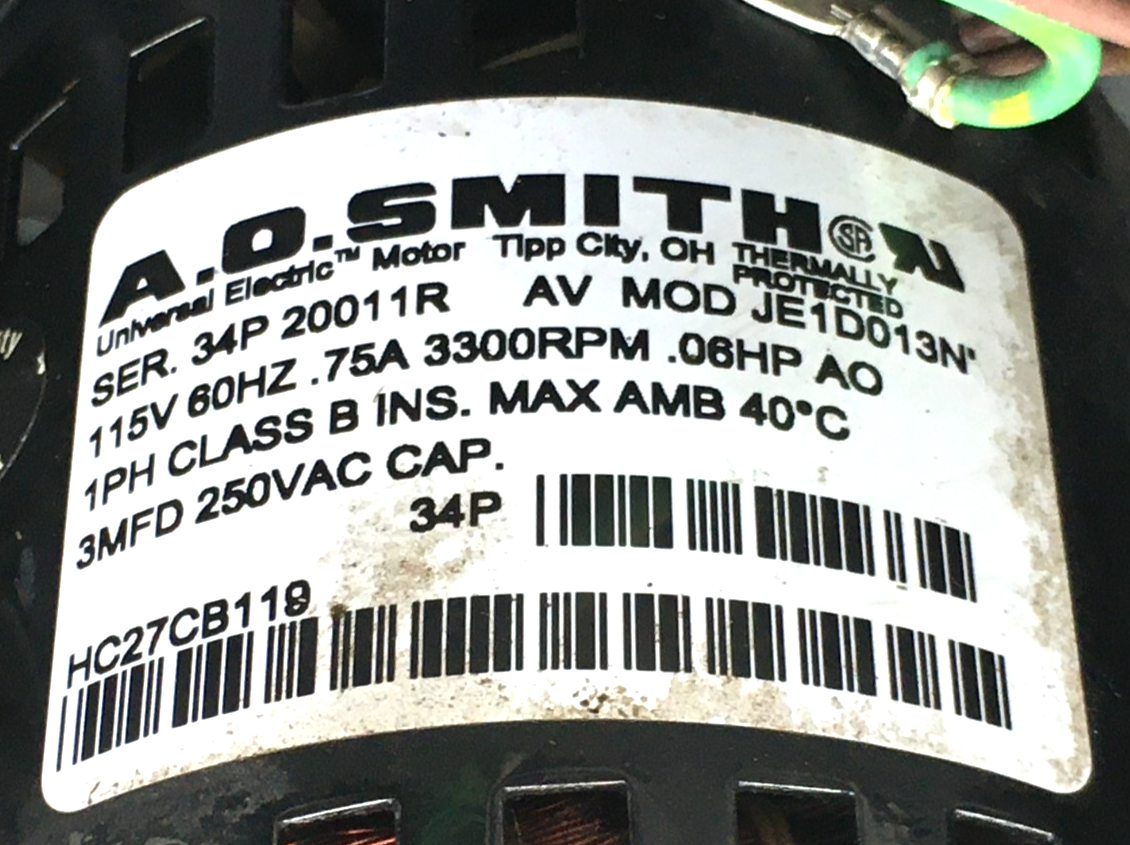 A.O.SMITH
Universal Electric™ Motor Tipp City, OH THERMALLY PROTECTED
SER. 34P 20011R AV MOD JE1D013N
115V 60HZ .75A 3300RPM .06HP AO
1PH CLASS B INS. MAX AMB 40°C
3MFD 250VAC CAP.
34P
HC27CB119